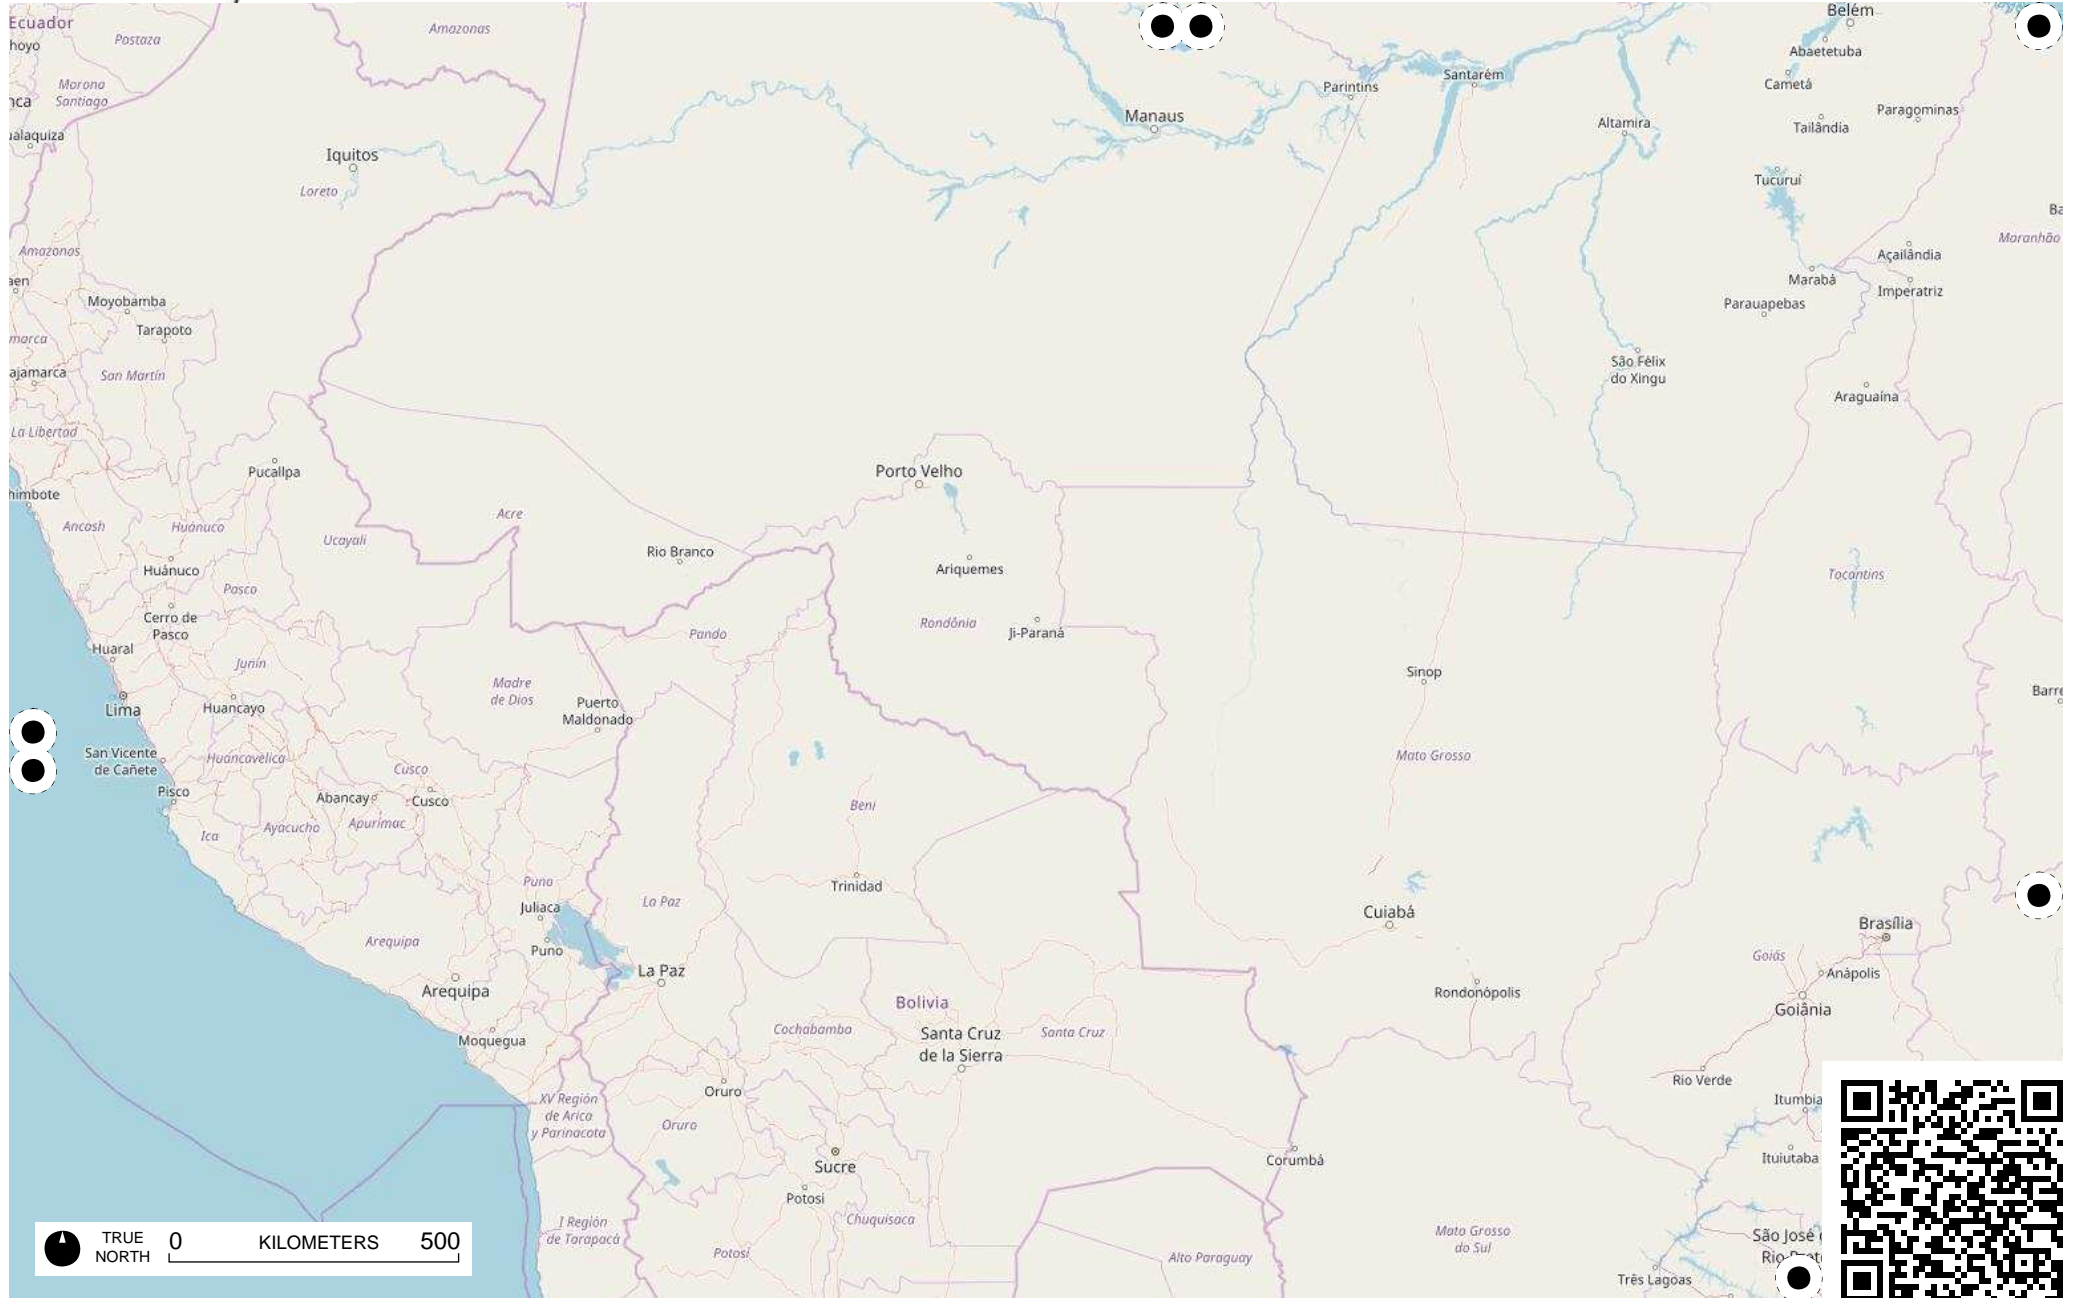 Ecuador
Postaza
Amazonas
Belém
Abaetetuba
Marona
Santiago
Santarém
Parintins
Cametá
Manaus
Paragominas
Altamira
Tailândia
Iquitos
Loreto
Tucuruí
Maranhão
Amazonas
Açailândia
Marabá
Imperatriz
Parauapebas
Moyobamba
Tarapoto
San Martín
São Félix
do Xingu
Araguaína
La Libertad
Pucallpa
Porto Velho
Ancash
Huánuco
Acre
Ucayali
Rio Branco
Huánuco
Ariquemes
Tocantins
Pasco
Cerro de
Pasco
Rondônia
Ji-Paraná
Pando
Huaral
Junín
Sinop
Madre
de Dios
Puerto
Maldonado
Lima
Huancayo
San Vicente
de Cañete
Huancavelica
Cusco
Mato Grosso
Pisco
Abancay
Cusco
Beni
Ica
Ayacucho
Apurímac
Puno
Trinidad
La Paz
Juliaca
Cuiabá
Brasília
Arequipa
Puno
Goiás
La Paz
Anápolis
Arequipa
Rondonópolis
Bolivia
Goiânia
Cochabamba
Santa Cruz
de la Sierra
Santa Cruz
Moquegua
Rio Verde
Oruro
XV Región
de Arica
y Parinacota
Oruro
Sucre
Corumbá
Ituiutaba
Potosí
Chuquisaca
I Región
de Tarapacá
Mato Grosso
do Sul
São José
Potosí
Alto Paraguay
Três Lagoas
TRUE
NORTH
0 KILOMETERS 500